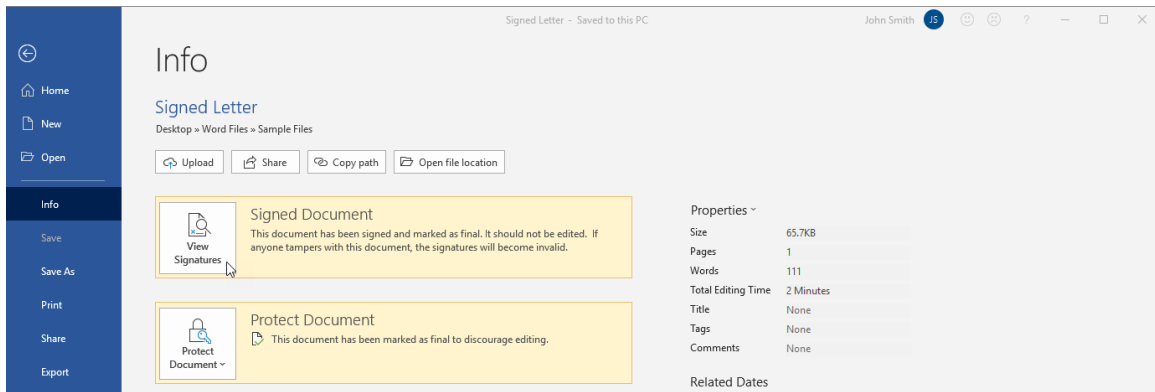 Signed Letter - Saved to this PC
John Smith
JS
?
Info
Home
New
Open
Info
Save
Save As
Print
Share
Export
Signed Letter
Desktop » Word Files » Sample Files
Upload
Share
Copy path
Open file location
View
Signatures
Signed Document
This document has been signed and marked as final. It should not be edited. If
anyone tampers with this document, the signatures will become invalid.
Protect
Document
Protect Document
This document has been marked as final to discourage editing.
Properties
Size 65.7KB
Pages 1
Words 111
Total Editing Time 2 Minutes
Title None
Tags None
Comments None
Related Dates